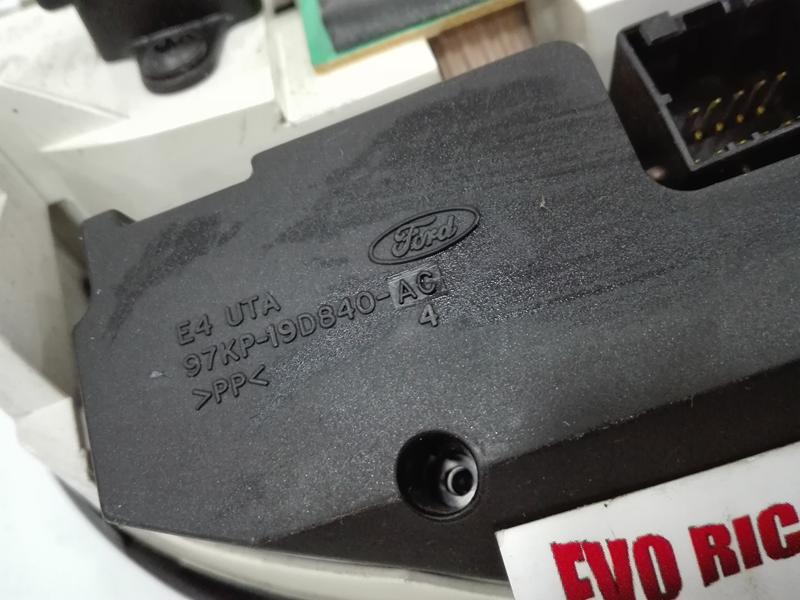 Ford
E4 UTA
97KP-19D840-AC
4
>PP<
EVO RIC